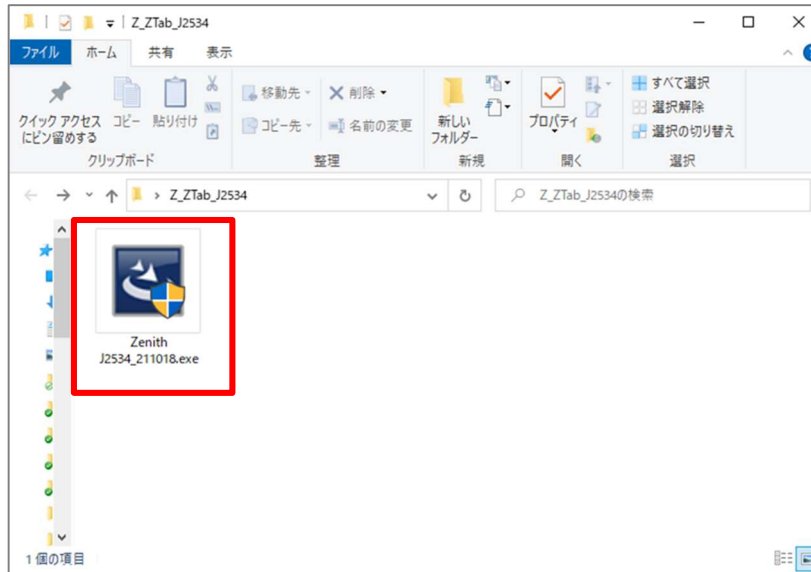 Z_ZTab_J2534
ファイル ホーム 共有 表示
クイック アクセス
にピン留めする
コピー
貼り付け
移動先
コピー先
削除
名前の変更
新しい
フォルダー
プロパティ
すべて選択
選択解除
選択の切り替え
クリップボード 整理 新規 開く 選択
Z_ZTab_J2534
Z_ZTab_J2534の検索
Zenith
J2534_211018.exe
1 個の項目